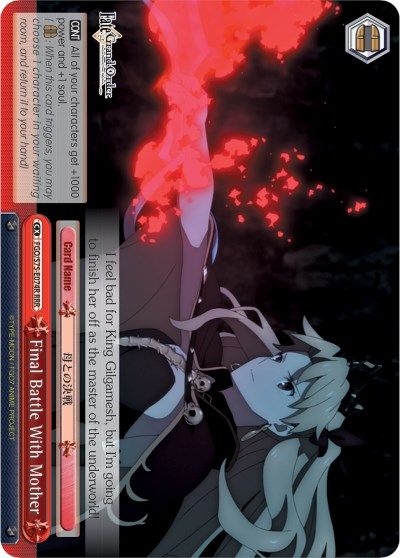 Fate/Grand Order
CONT All of your characters get +1000
power and +1 soul.
( : When this card triggers, you may
choose 1 character in your waiting
room, and return it to your hand)
I feel bad for King Gilgamesh, but I'm going
to finish her off as the master of the underworld!
Card Name
母との決戦
CX FGO/S75-E074R RRR
Final Battle With Mother
©TYPE-MOON / FGO7 ANIME PROJECT